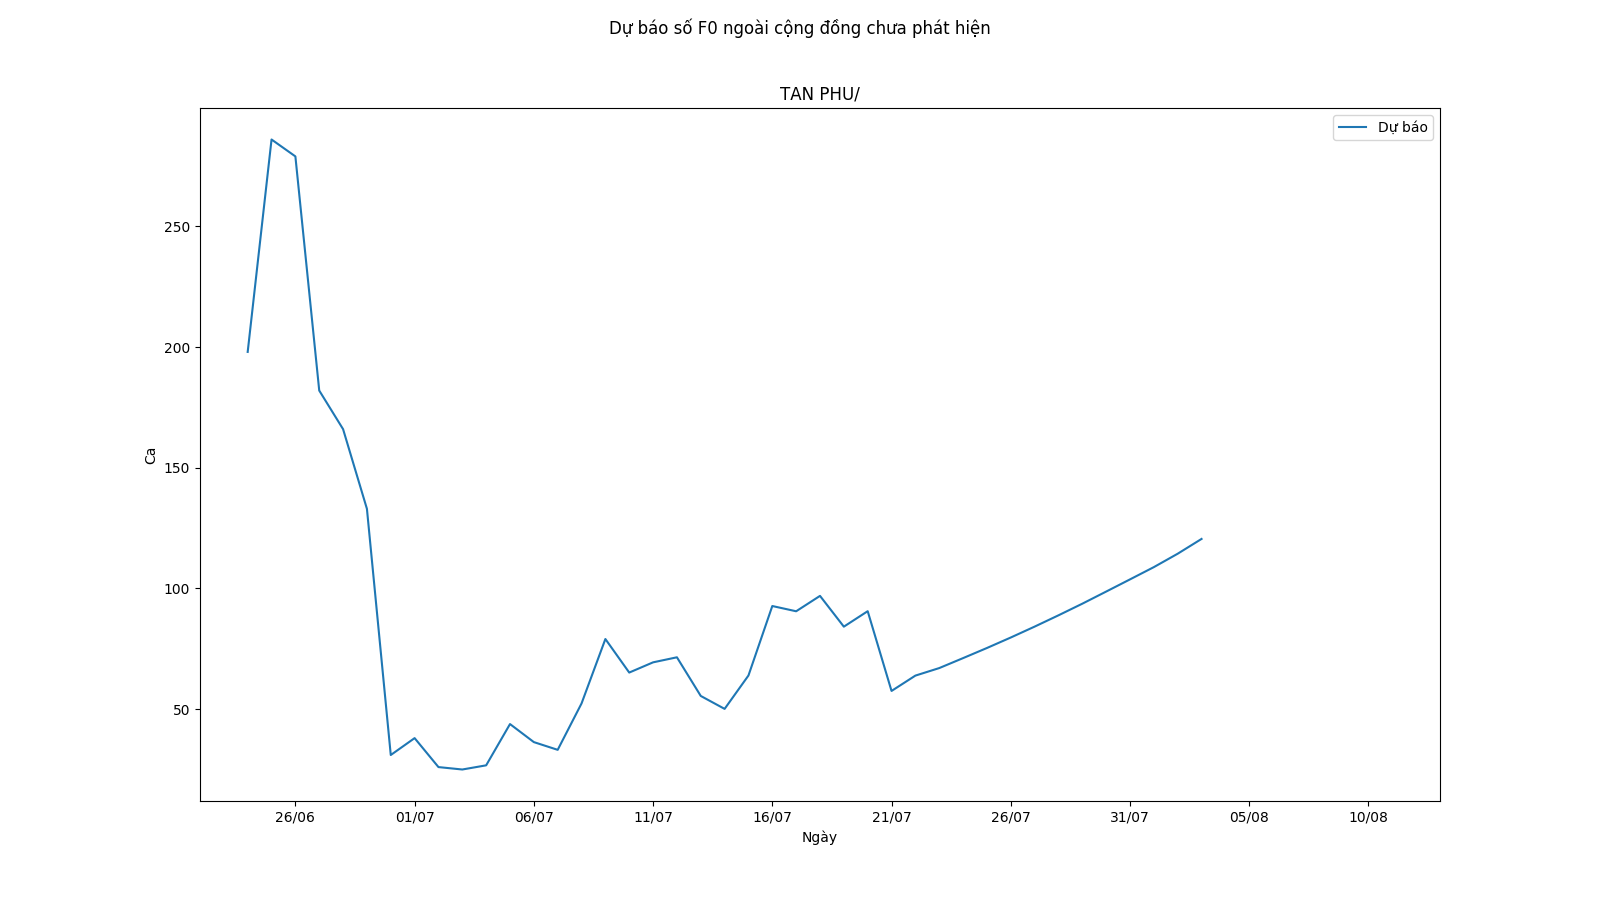 Dự báo số F0 ngoài cộng đồng chưa phát hiện
TAN PHU/
Dự báo
250
200
150
100
50
Ca
26/06 01/07 06/07 11/07 16/07 21/07 26/07 31/07 05/08 10/08
Ngày